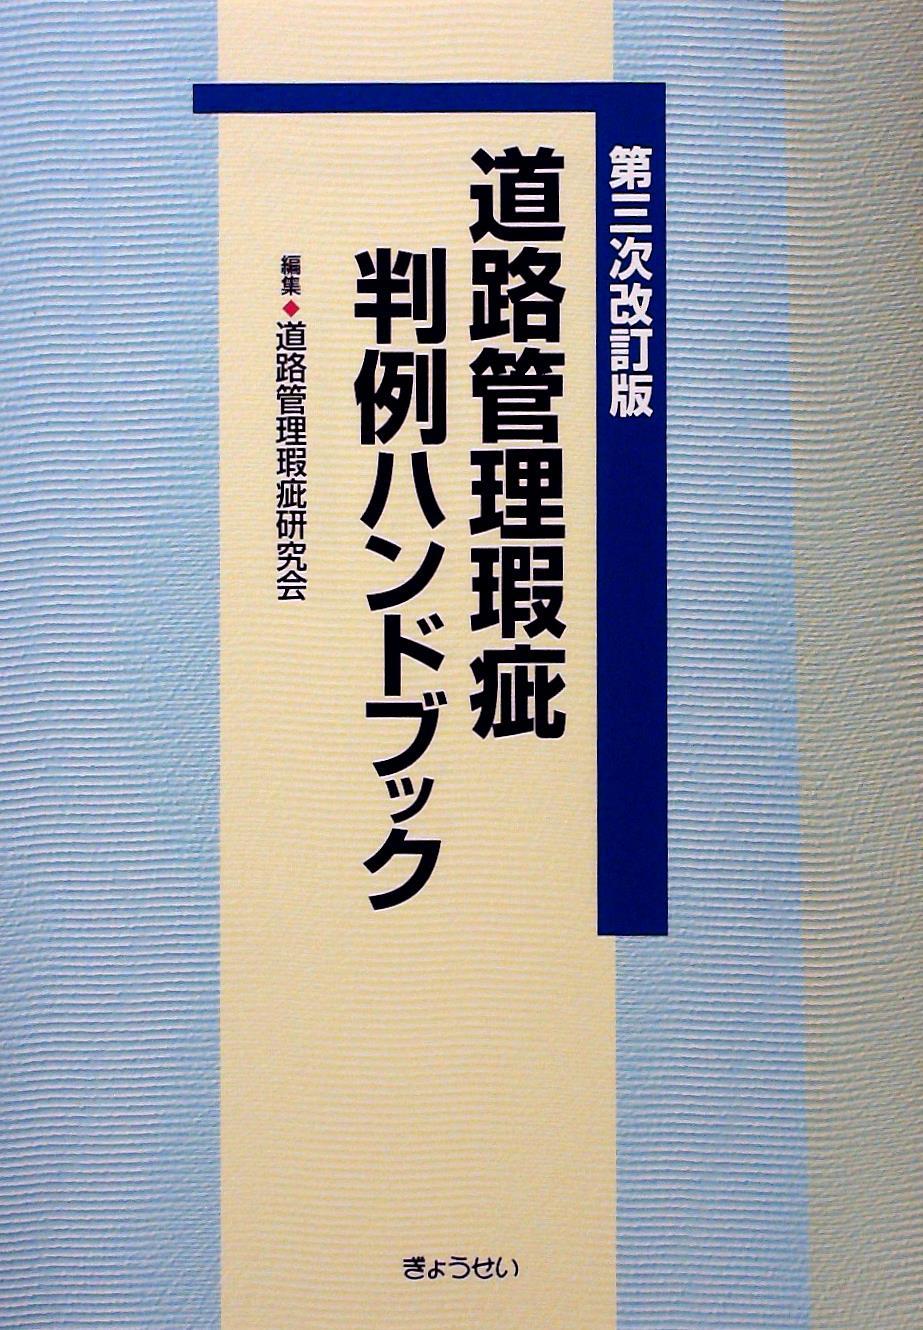 第三次改訂版
道路管理瑕疵
判例ハンドブック
編集◆道路管理瑕疵研究会
ぎょうせい